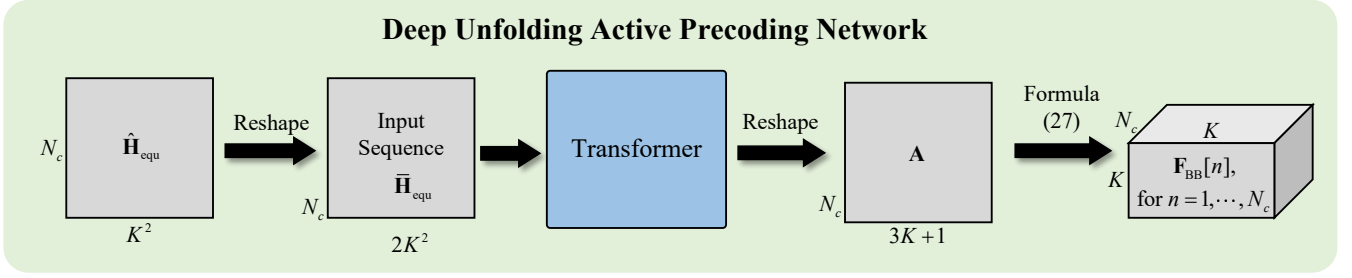 Deep Unfolding Active Precoding Network
N_c
Ĥ_equ
K^2
Reshape
Input
Sequence
H̄_equ
N_c
2K^2
Transformer
Reshape
A
N_c
3K+1
Formula
(27)
N_c
K
K
F_BB[n],
for n = 1,⋯, N_c